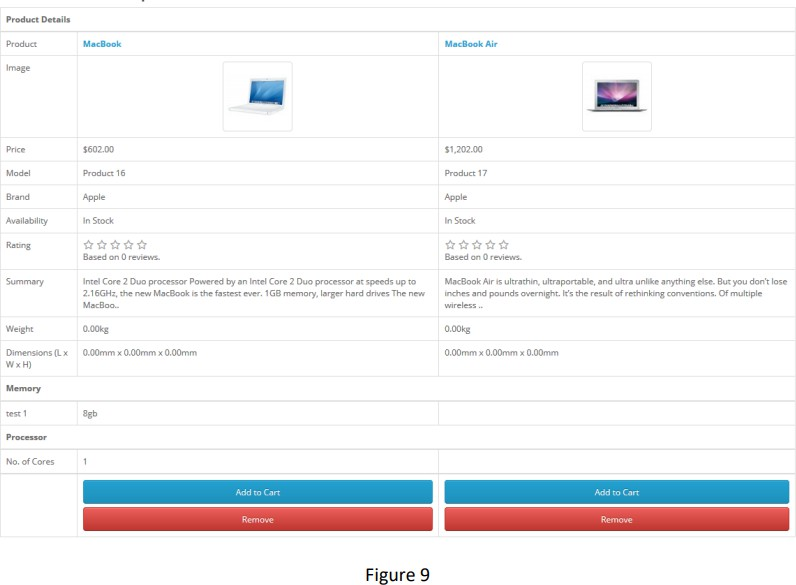 Product Details
Product MacBook MacBook Air
Image
Price $602.00 $1,202.00
Model Product 16 Product 17
Brand Apple Apple
Availability In Stock In Stock
Rating
Based on 0 reviews. Based on 0 reviews.
Summary Intel Core 2 Duo processor Powered by an Intel Core 2 Duo processor at speeds up to
2.16GHz, the new MacBook is the fastest ever. 1GB memory, larger hard drives The new
MacBoo..
MacBook Air is ultrathin, ultraportable, and ultra unlike anything else. But you don't lose
inches and pounds overnight. It's the result of rethinking conventions. Of multiple
wireless ..
Weight 0.00kg 0.00kg
Dimensions (L x
W x H)
0.00mm x 0.00mm x 0.00mm 0.00mm x 0.00mm x 0.00mm
Memory
test 1 8gb
Processor
No. of Cores 1
Add to Cart Add to Cart
Remove Remove
Figure 9